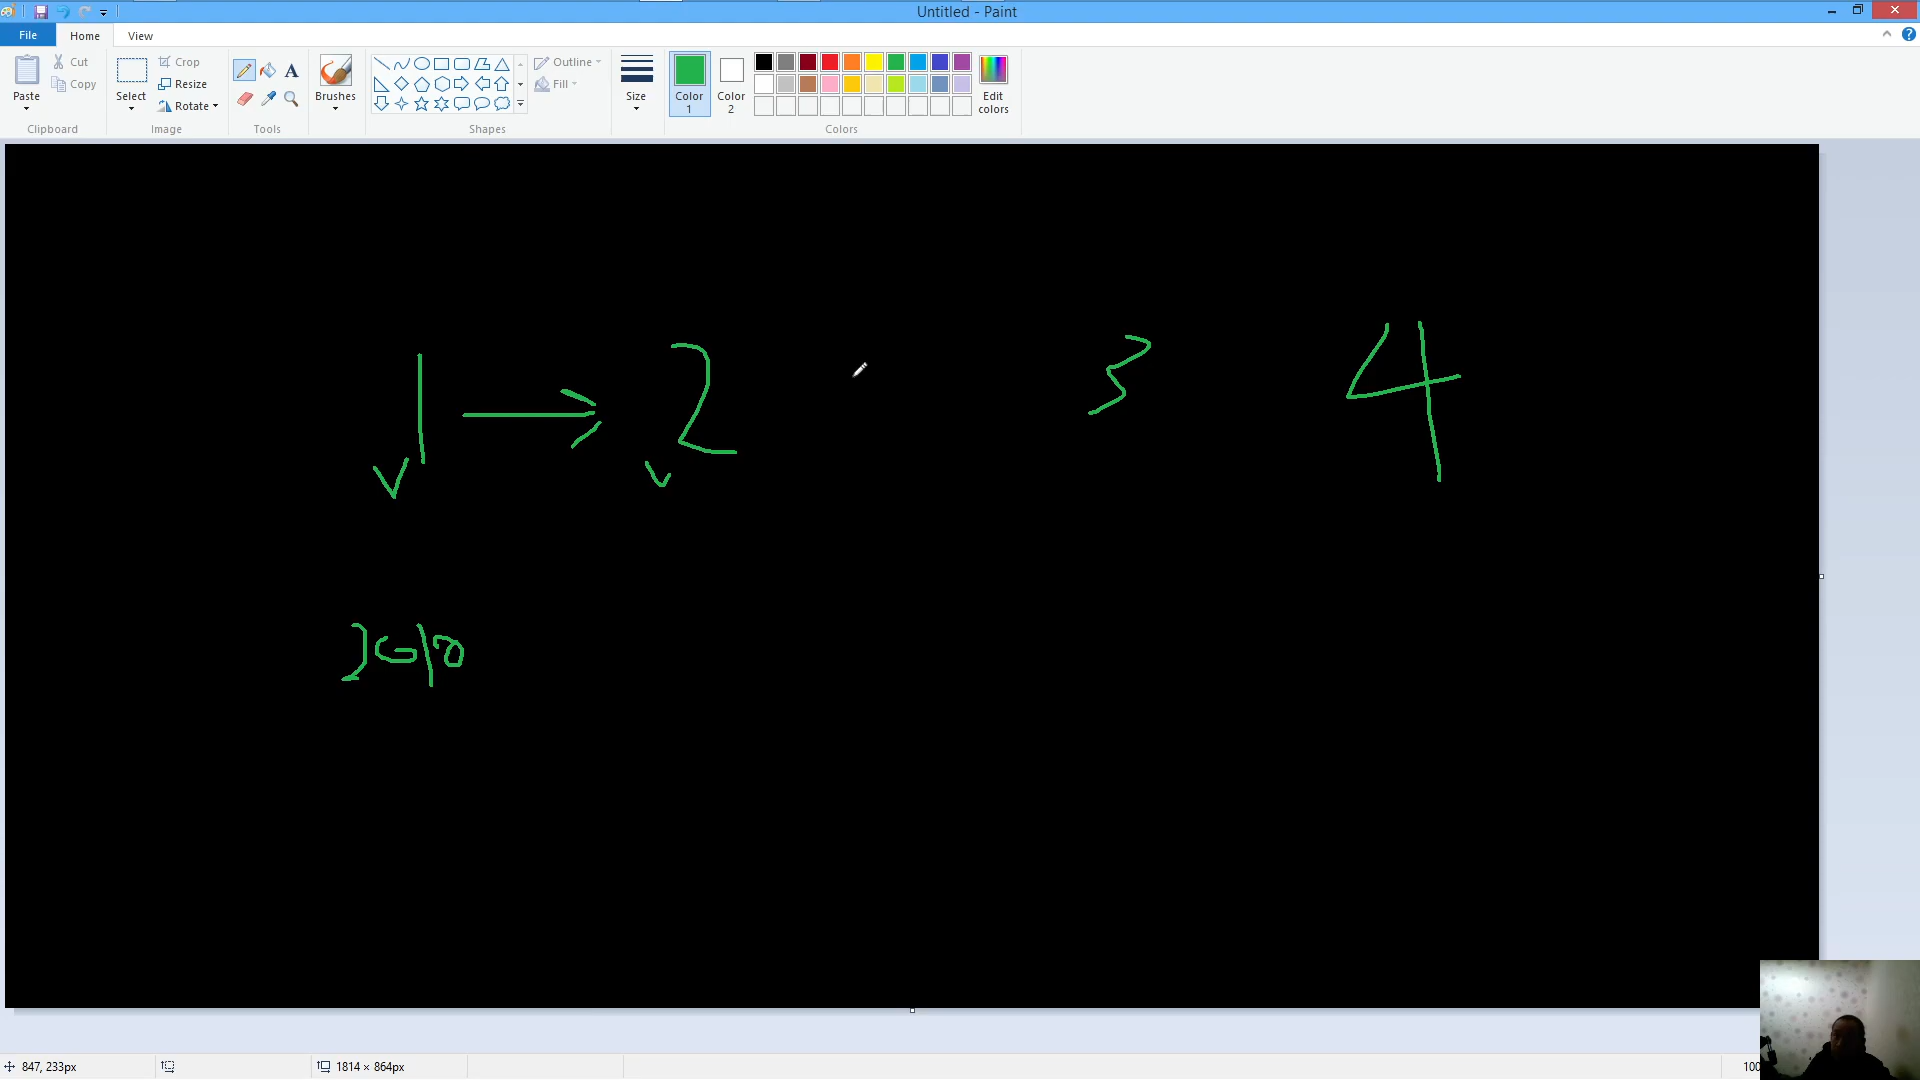 Untitled - Paint
File Home View
Paste
Cut
Copy
Clipboard
Select
Crop
Resize
Rotate
Image
A
Tools
Brushes
Outline
Fill
Shapes
Size
Color 1
Color 2
Edit colors
Colors
1 → 2 3 4
847, 233px
1814 × 864px
100